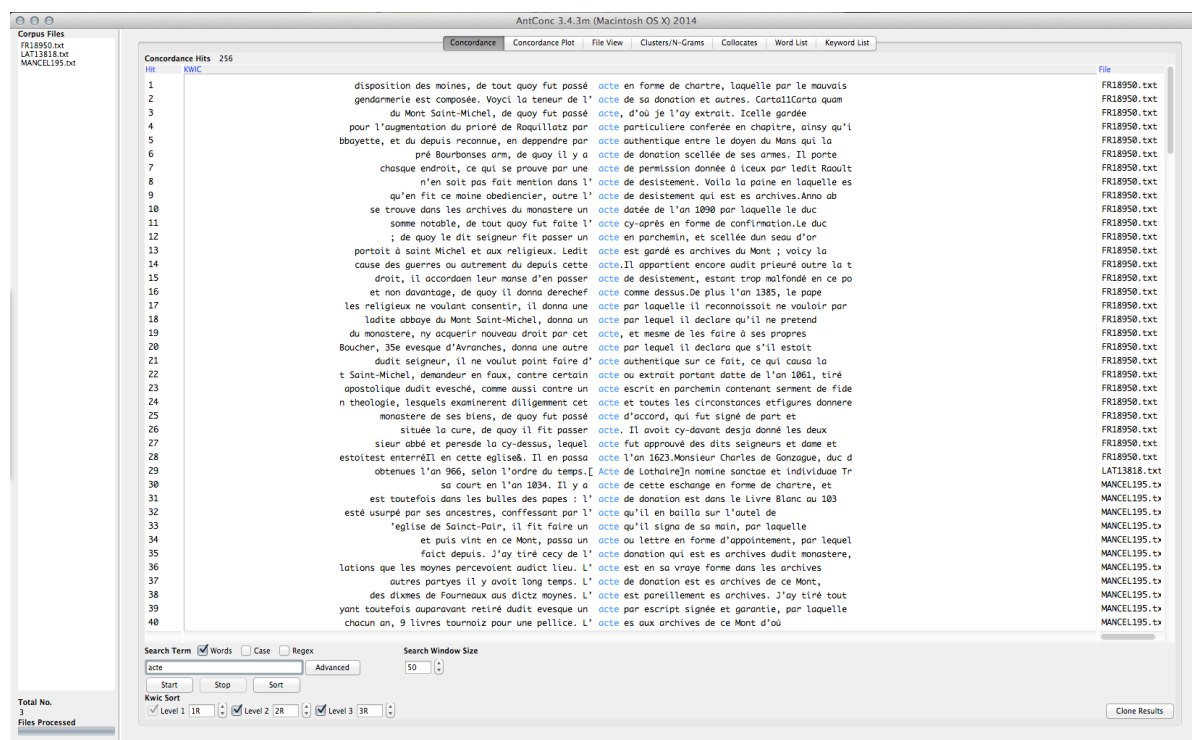 AntConc 3.4.3m (Macintosh OS X) 2014
Corpus Files
FR18950.txt
LAT13818.txt
MANCEL195.txt
Concordance Concordance Plot File View Clusters/N-Grams Collocates Word List Keyword List
Concordance Hits 256
Hit KWIC File
1 disposition des moines, de tout quoy fut passé acte en forme de chartre, laquelle par le mauvais FR18950.txt
2 gendarmerie est composée. Voyci la teneur de l' acte de sa donation et autres. Carta11Carta quam FR18950.txt
3 du Mont Saint-Michel, de quoy fut passé acte, d'où je l'ay extrait. Icelle gardée FR18950.txt
4 pour l'augmentation du prioré de Roquillatz par acte particuliere conferée en chapitre, ainsy qu'i FR18950.txt
5 bbayette, et du depuis reconnue, en deppendre par acte authentique entre le doyen du Mans qui la FR18950.txt
6 pré Bourbonses arm, de quoy il y a acte de donation scellée de ses armes. Il porte FR18950.txt
7 chasque endroit, ce qui se prouve par une acte de permission donnée à iceux par ledit Raoult FR18950.txt
8 n'en soit pas fait mention dans l' acte de desistement. Voila la paine en laquelle es FR18950.txt
9 qu'en fit ce moine obediencier, outre l' acte de desistement qui est es archives.Anno ab FR18950.txt
10 se trouve dans les archives du monastere un acte datée de l'an 1090 par laquelle le duc FR18950.txt
11 somme notable, de tout quoy fut faite l' acte cy-après en forme de confirmation.Le duc FR18950.txt
12 ; de quoy le dit seigneur fit passer un acte en parchemin, et scellée dun seau d'or FR18950.txt
13 portoit à saint Michel et aux religieux. Ledit acte est gardé es archives du Mont ; voicy la FR18950.txt
14 cause des guerres ou autrement du depuis cette acte.Il appartient encore audit prieuré outre la t FR18950.txt
15 droit, il accordaen leur manse d'en passer acte de desistement, estant trop malfondé en ce po FR18950.txt
16 et non davantage, de quoy il donna derechef acte comme dessus.De plus l'an 1385, le pape FR18950.txt
17 les religieux ne voulant consentir, il donna une acte par laquelle il reconnoissoit ne vouloir par FR18950.txt
18 ladite abbaye du Mont Saint-Michel, donna un acte par lequel il declare qu'il ne pretend FR18950.txt
19 du monastere, ny acquerir nouveau droit par cet acte, et mesme de les faire à ses propres FR18950.txt
20 Boucher, 35e evesque d'Avranches, donna une autre acte par lequel il declara que s'il estoit FR18950.txt
21 dudit seigneur, il ne voulut point faire d' acte authentique sur ce fait, ce qui causa la FR18950.txt
22 t Saint-Michel, demandeur en faux, contre certain acte ou extrait portant datte de l'an 1061, tiré FR18950.txt
23 apostolique dudit evesché, comme aussi contre un acte escrit en parchemin contenant serment de fide FR18950.txt
24 n theologie, lesquels examinerent diligemment cet acte et toutes les circonstances etfigures donnere FR18950.txt
25 monastere de ses biens, de quoy fut passé acte d'accord, qui fut signé de part et FR18950.txt
26 située la cure, de quoy il fit passer acte. Il avoit cy-davant desja donné les deux FR18950.txt
27 sieur abbé et peresde la cy-dessus, lequel acte fut approuvé des dits seigneurs et dame et FR18950.txt
28 estoitest enterréIl en cette eglise&. Il en passa acte l'an 1623.Monsieur Charles de Gonzague, duc d FR18950.txt
29 obtenues l'an 966, selon l'ordre du temps.[ Acte de Lothaire]n nomine sanctae et individuae Tr LAT13818.txt
30 sa court en l'an 1034. Il y a acte de cette eschange en forme de chartre, et MANCEL195.tx
31 est toutefois dans les bulles des papes : l' acte de donation est dans le Livre Blanc au 103 MANCEL195.tx
32 esté usurpé par ses ancestres, conffessant par l' acte qu'il en bailla sur l'autel de MANCEL195.tx
33 'eglise de Sainct-Pair, il fit faire un acte qu'il signa de sa main, par laquelle MANCEL195.tx
34 et puis vint en ce Mont, passa un acte ou lettre en forme d'appointement, par lequel MANCEL195.tx
35 faict depuis. J'ay tiré cecy de l' acte donation qui est es archives dudit monastere, MANCEL195.tx
36 lations que les moynes percevoient audict lieu. L' acte est en sa vraye forme dans les archives MANCEL195.tx
37 autres partyes il y avoit long temps. L' acte de donation est es archives de ce Mont, MANCEL195.tx
38 des dixmes de Fourneaux aus dictz moynes. L' acte est pareillement es archives. J'ay tiré tout MANCEL195.tx
39 yant toutefois auparavant retiré dudit evesque un acte par escript signée et garantie, par laquelle MANCEL195.tx
40 chacun an, 9 livres tournoiz pour une pellice. L' acte es aux archives de ce Mont d'où MANCEL195.tx
Search Term Words Case Regex Search Window Size
acte Advanced 50
Start Stop Sort
Kwic Sort
Level 1 1R Level 2 2R Level 3 3R Clone Results
Total No.
3
Files Processed